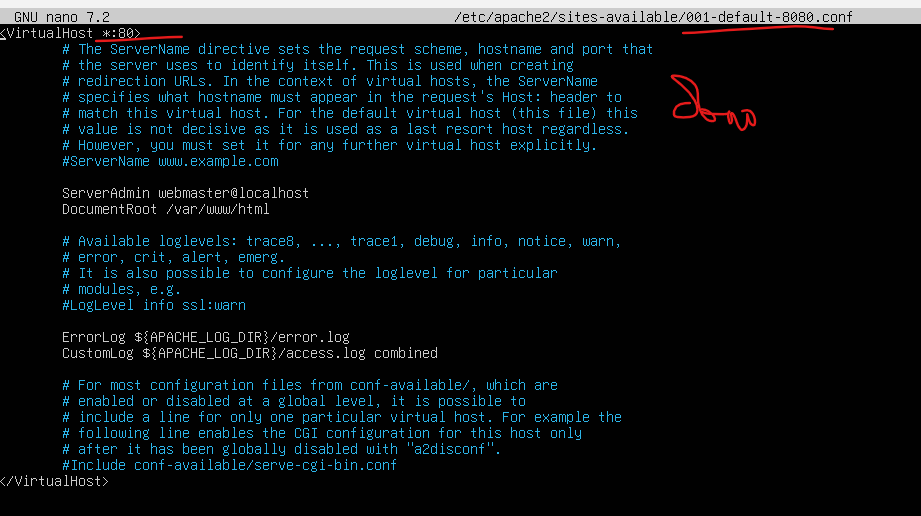 GNU nano 7.2 /etc/apache2/sites-available/001-default-8080.conf
<VirtualHost *:80>
# The ServerName directive sets the request scheme, hostname and port that
# the server uses to identify itself. This is used when creating
# redirection URLs. In the context of virtual hosts, the ServerName
# specifies what hostname must appear in the request's Host: header to
# match this virtual host. For the default virtual host (this file) this
# value is not decisive as it is used as a last resort host regardless.
# However, you must set it for any further virtual host explicitly.
#ServerName www.example.com
ServerAdmin webmaster@localhost
DocumentRoot /var/www/html
# Available loglevels: trace8, ..., trace1, debug, info, notice, warn,
# error, crit, alert, emerg.
# It is also possible to configure the loglevel for particular
# modules, e.g.
#LogLevel info ssl:warn
ErrorLog ${APACHE_LOG_DIR}/error.log
CustomLog ${APACHE_LOG_DIR}/access.log combined
# For most configuration files from conf-available/, which are
# enabled or disabled at a global level, it is possible to
# include a line for only one particular virtual host. For example the
# following line enables the CGI configuration for this host only
# after it has been globally disabled with "a2disconf".
#Include conf-available/serve-cgi-bin.conf
</VirtualHost>